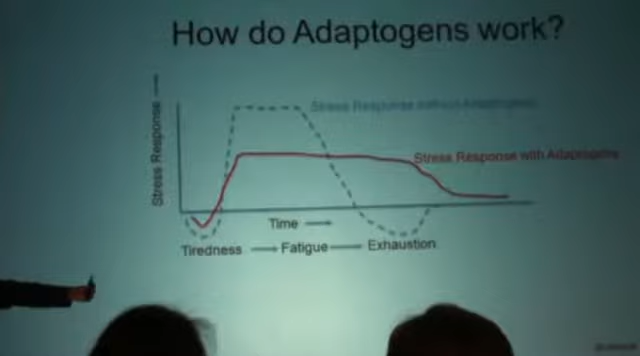 How do Adaptogens work?
Stress Response without Adaptogens
Stress Response with Adaptogens
Stress Response
Time
Tiredness Fatigue Exhaustion